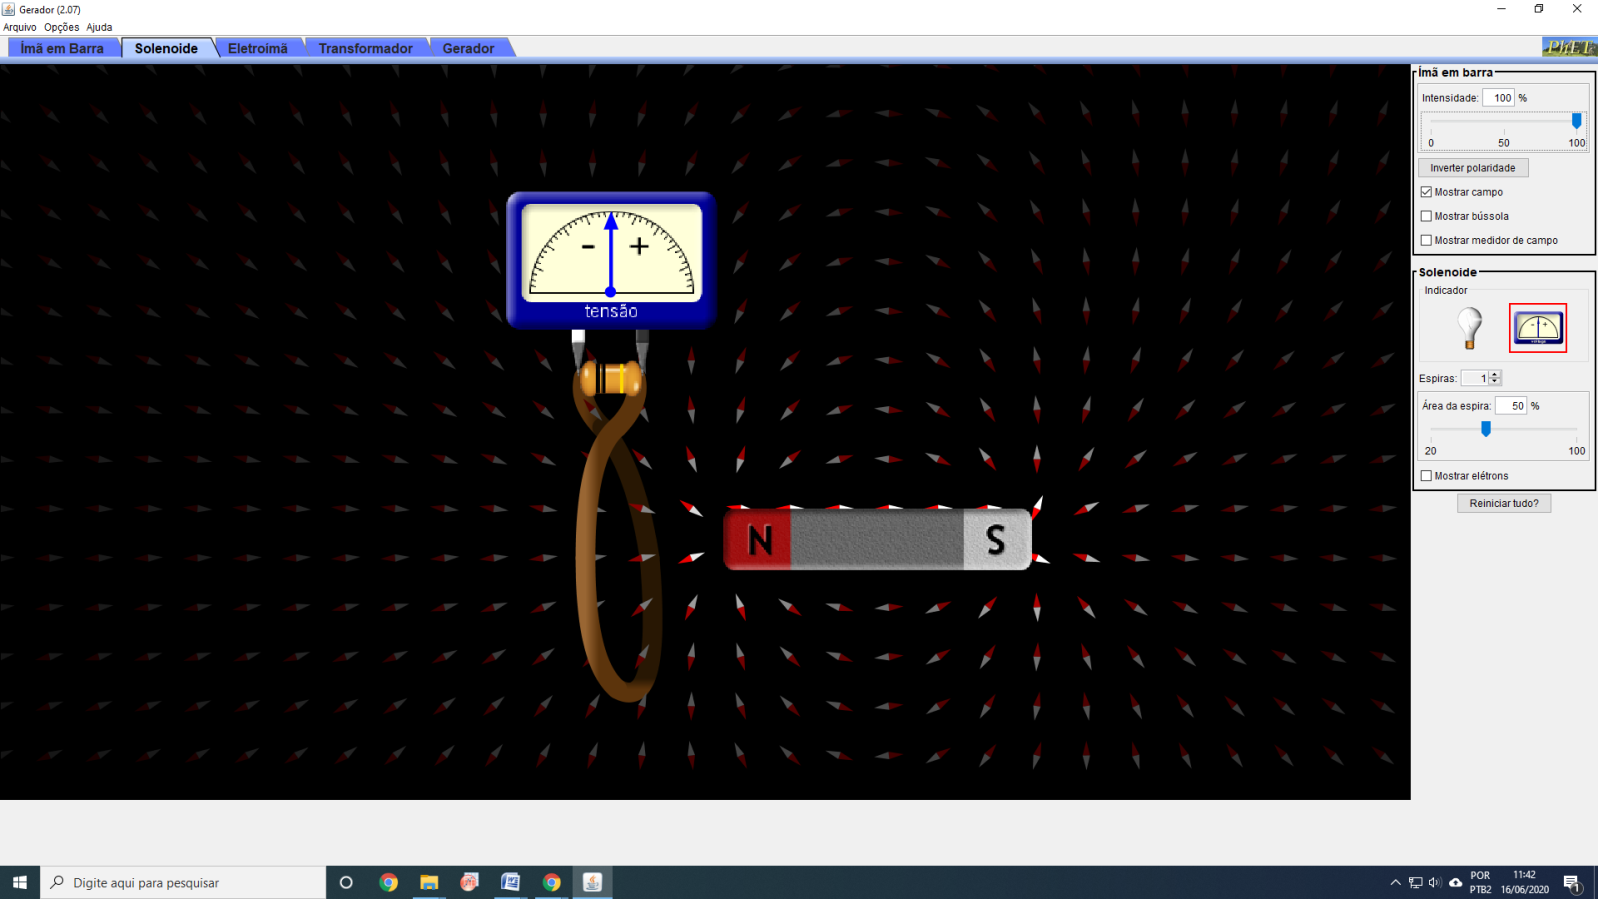 Gerador (2.07)
Arquivo Opções Ajuda
Ímã em Barra Solenoide Eletroimã Transformador Gerador
PhET
Ímã em barra
Intensidade: 100 %
0 50 100
Inverter polaridade
Mostrar campo
Mostrar bússola
Mostrar medidor de campo
Solenoide
Indicador
Espiras: 1
Área da espira: 50 %
20 100
Mostrar elétrons
Reiniciar tudo?
- +
tensão
N S
Digite aqui para pesquisar
POR
PTB2
11:42
16/06/2020
1